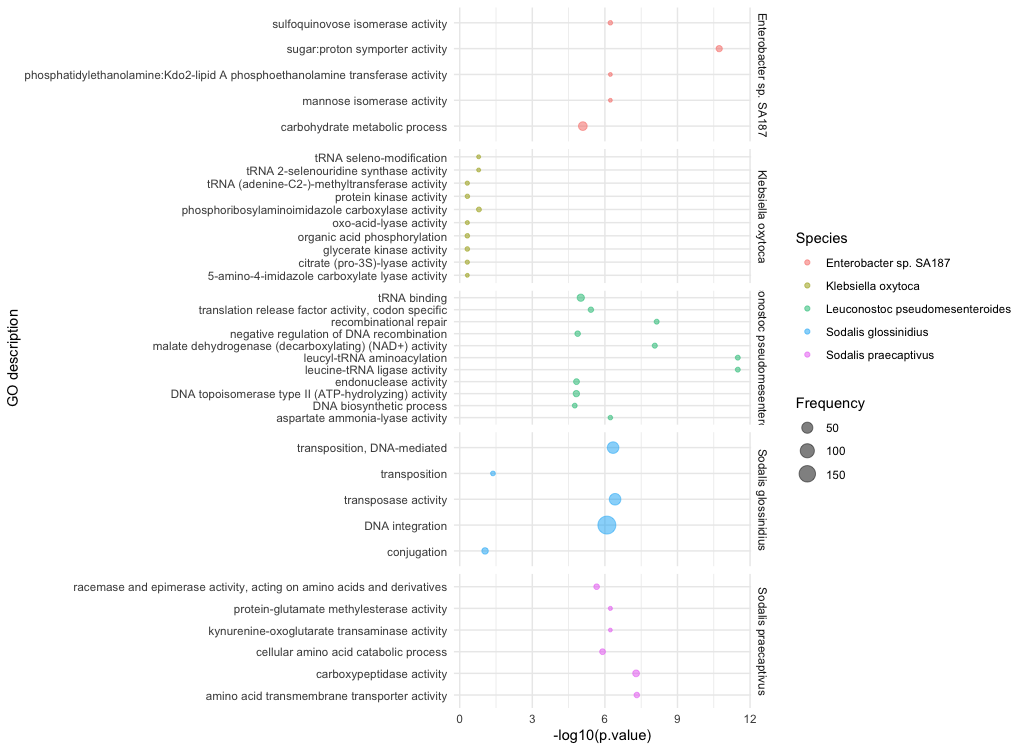 sulfoquinovose isomerase activity
sugar:proton symporter activity
phosphatidylethanolamine:Kdo2-lipid A phosphoethanolamine transferase activity
mannose isomerase activity
carbohydrate metabolic process
Enterobacter sp. SA187
tRNA seleno-modification
tRNA 2-selenouridine synthase activity
tRNA (adenine-C2-)-methyltransferase activity
protein kinase activity
phosphoribosylaminoimidazole carboxylase activity
oxo-acid-lyase activity
organic acid phosphorylation
glycerate kinase activity
citrate (pro-3S)-lyase activity
5-amino-4-imidazole carboxylate lyase activity
Klebsiella oxytoca
tRNA binding
translation release factor activity, codon specific
recombinational repair
negative regulation of DNA recombination
malate dehydrogenase (decarboxylating) (NAD+) activity
leucyl-tRNA aminoacylation
leucine-tRNA ligase activity
endonuclease activity
DNA topoisomerase type II (ATP-hydrolyzing) activity
DNA biosynthetic process
aspartate ammonia-lyase activity
onostoc pseudomesenter
transposition, DNA-mediated
transposition
transposase activity
DNA integration
conjugation
Sodalis glossinidius
racemase and epimerase activity, acting on amino acids and derivatives
protein-glutamate methylesterase activity
kynurenine-oxoglutarate transaminase activity
cellular amino acid catabolic process
carboxypeptidase activity
amino acid transmembrane transporter activity
Sodalis praecaptivus
0 3 6 9 12
-log10(p.value)
GO description
Species
Enterobacter sp. SA187
Klebsiella oxytoca
Leuconostoc pseudomesenteroides
Sodalis glossinidius
Sodalis praecaptivus
Frequency
50
100
150